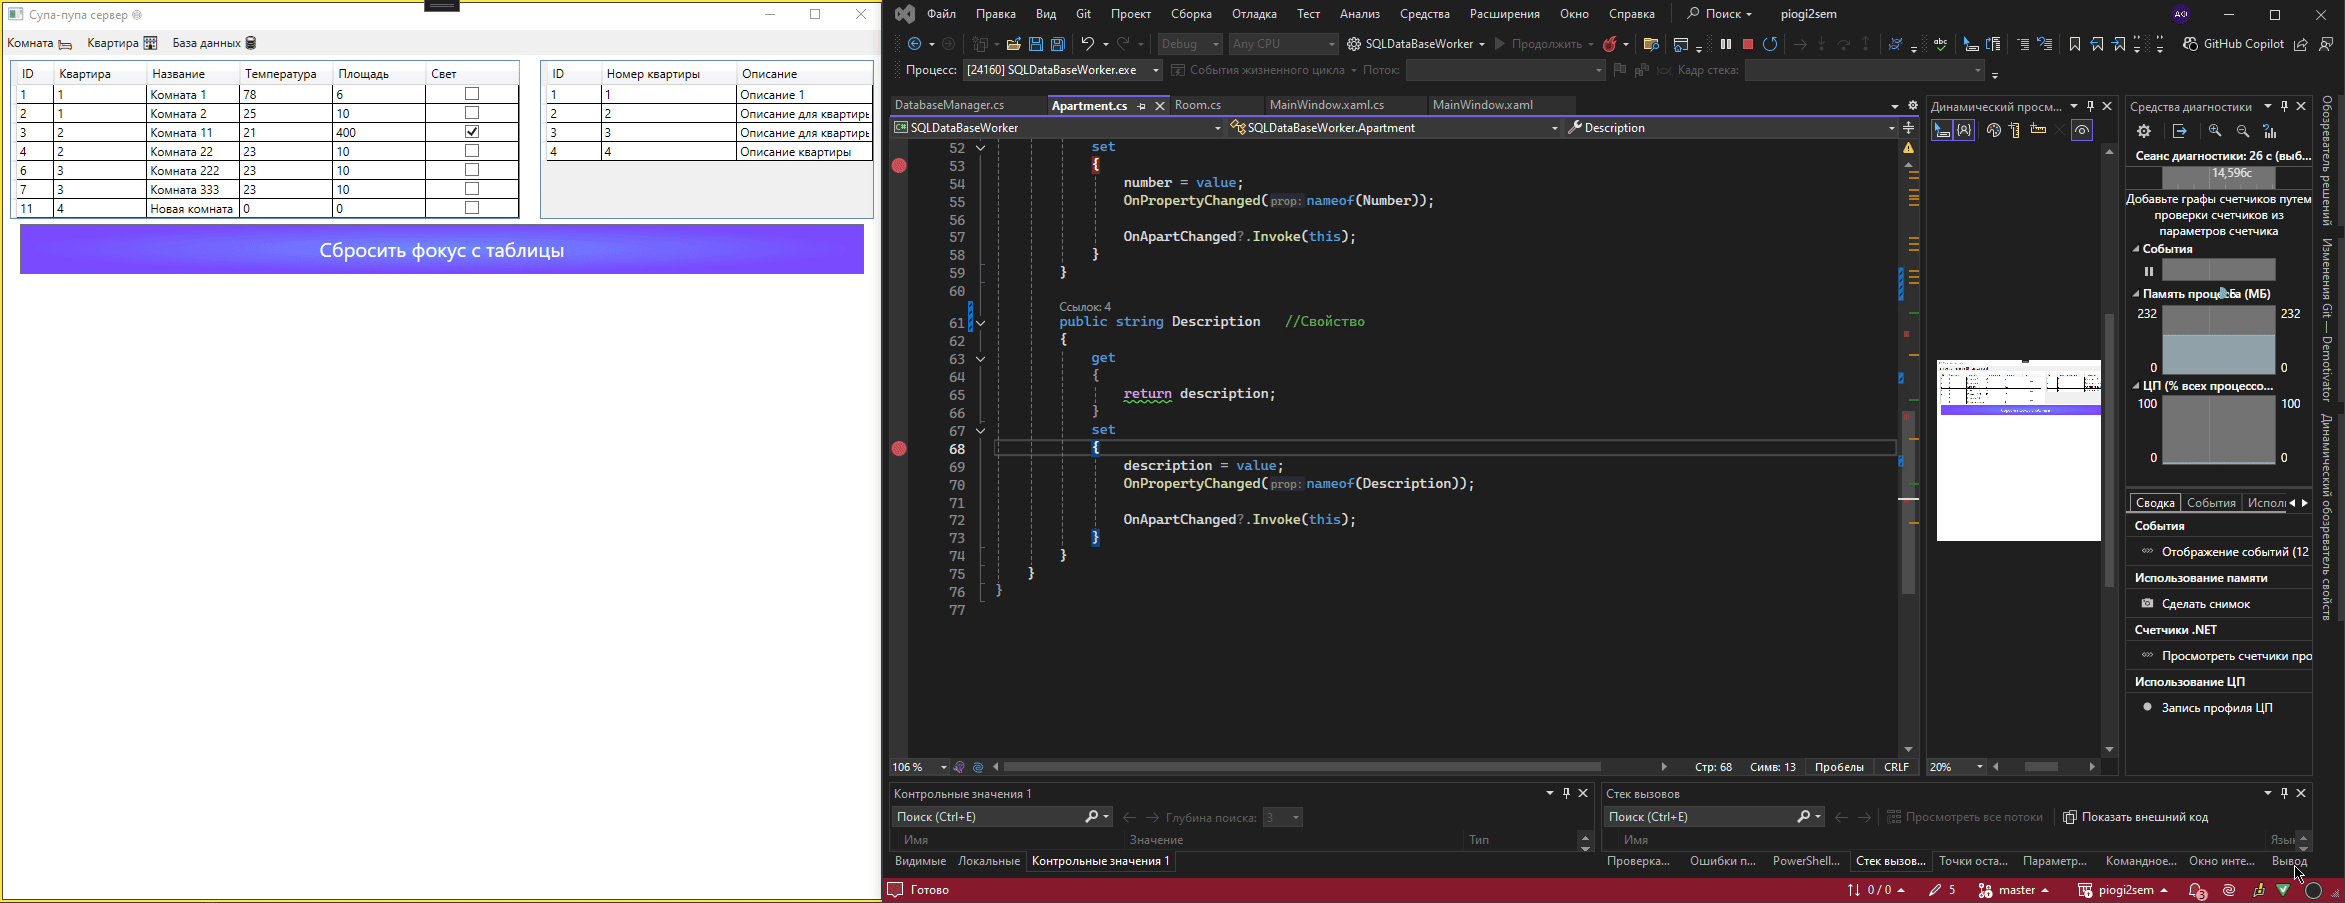 Супа-пупа сервер
Комната
Квартира
База данных
ID Квартира Название Температура Площадь Свет
1 1 Комната 1 78 6
2 1 Комната 2 25 10
3 2 Комната 11 21 400
4 2 Комната 22 23 10
6 3 Комната 222 23 10
7 3 Комната 333 23 10
11 4 Новая комната 0 0
ID Номер квартиры Описание
1 1 Описание 1
2 2 Описание для квартиры
3 3 Описание для квартиры
4 4 Описание квартиры
Сбросить фокус с таблицы
Файл Правка Вид Git Проект Сборка Отладка Тест Анализ Средства Расширения Окно Справка Поиск piogi2sem
АФ
Debug Any CPU SQLDataBaseWorker Продолжить GitHub Copilot
Процесс: [24160] SQLDataBaseWorker.exe События жизненного цикла Поток: Кадр стека:
DatabaseManager.cs Apartment.cs Room.cs MainWindow.xaml.cs MainWindow.xaml
SQLDataBaseWorker SQLDataBaseWorker.Apartment Description
52 set
53 {
54 number = value;
55 OnPropertyChanged(prop: nameof(Number));
56
57 OnApartChanged?.Invoke(this);
58 }
59 }
60
Ссылок: 4
61 public string Description //Свойство
62 {
63 get
64 {
65 return description;
66 }
67 set
68 {
69 description = value;
70 OnPropertyChanged(prop: nameof(Description));
71
72 OnApartChanged?.Invoke(this);
73 }
74 }
75 }
76 }
77
106 % Стр: 68 Симв: 13 Пробелы CRLF
Динамический просм...
20%
Средства диагностики
Сеанс диагностики: 26 с (выб...
14,596с
Добавьте графы счетчиков путем
проверки счетчиков из
параметров счетчика
События
Память процесса (МБ)
232 232
0 0
ЦП (% всех процессо...
100 100
0 0
Сводка События Исполь
События
Отображение событий (12
Использование памяти
Сделать снимок
Счетчики .NET
Просмотреть счетчики про
Использование ЦП
Запись профиля ЦП
Обозреватель решений
Изменения Git — Demotivator
Динамический обозреватель свойств
Контрольные значения 1
Поиск (Ctrl+E) Глубина поиска: 3
Имя Значение Тип
Видимые Локальные Контрольные значения 1
Стек вызовов
Поиск (Ctrl+E) Просмотреть все потоки Показать внешний код
Имя Язык
Проверка... Ошибки п... PowerShell... Стек вызов... Точки оста... Параметр... Командное... Окно инте... Вывод
Готово 0 / 0 5 master piogi2sem 3